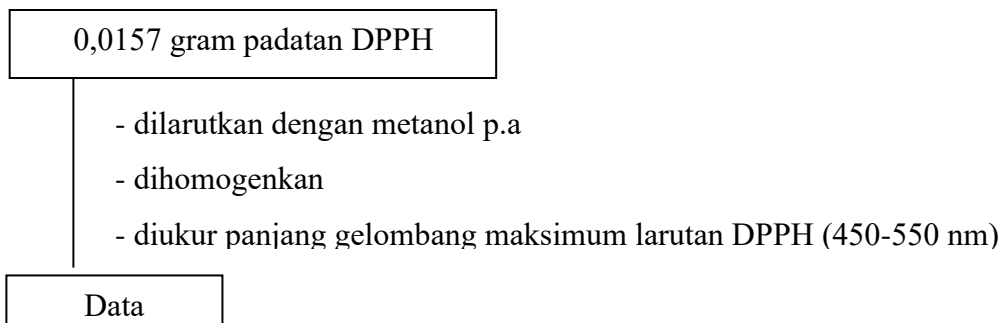 0,0157 gram padatan DPPH
- dilarutkan dengan metanol p.a
- dihomogenkan
- diukur panjang gelombang maksimum larutan DPPH (450-550 nm)
Data